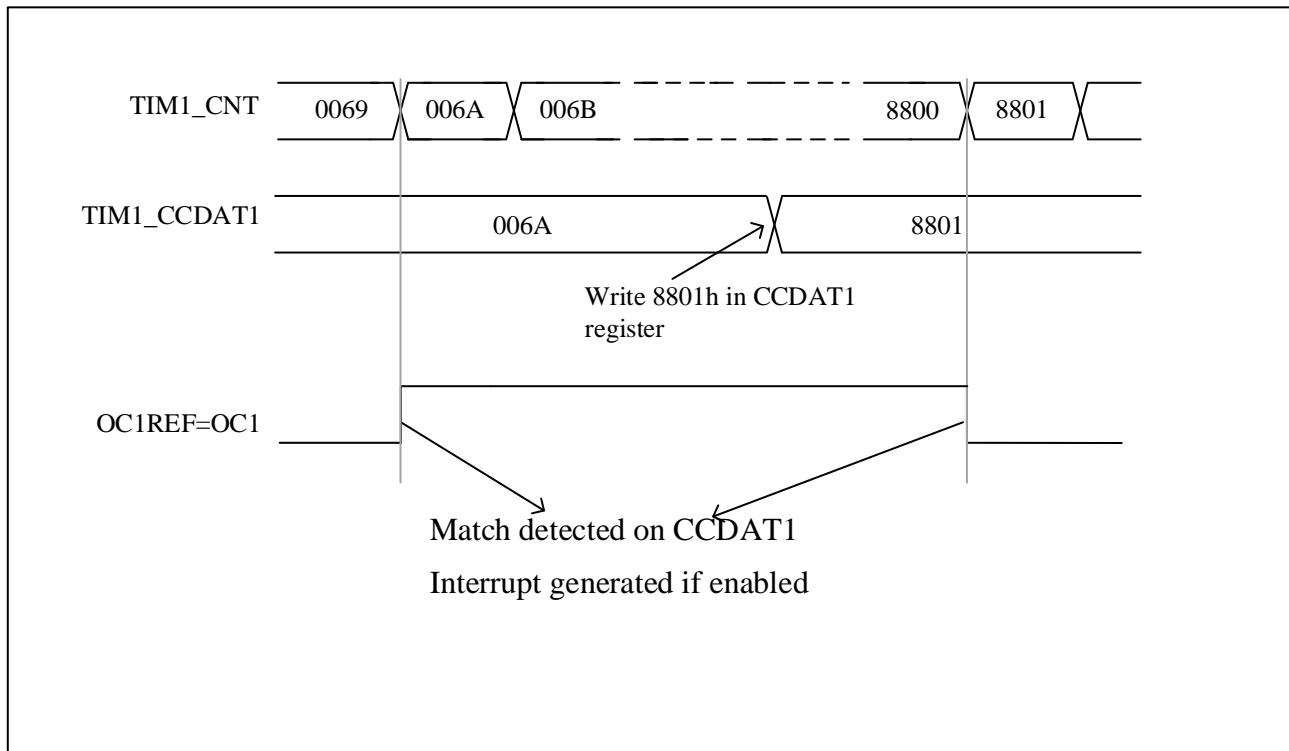 TIM1_CNT
0069
006A
006B
8800
8801
TIM1_CCDAT1
006A
8801
Write 8801h in CCDAT1
register
OC1REF=OC1
Match detected on CCDAT1
Interrupt generated if enabled